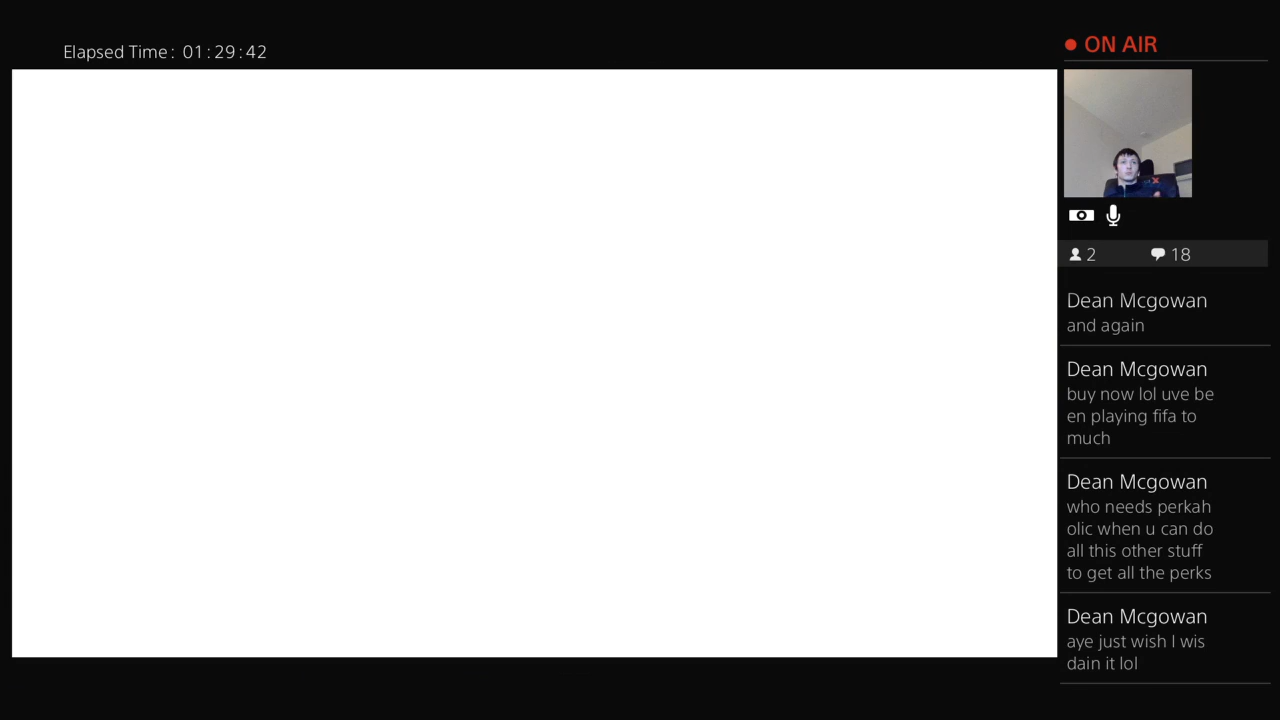 Elapsed Time: 01:29:42
ON AIR
2 18
Dean Mcgowan
and again
Dean Mcgowan
buy now lol uve be
en playing fifa to
much
Dean Mcgowan
who needs perkah
olic when u can do
all this other stuff
to get all the perks
Dean Mcgowan
aye just wish I wis
dain it lol